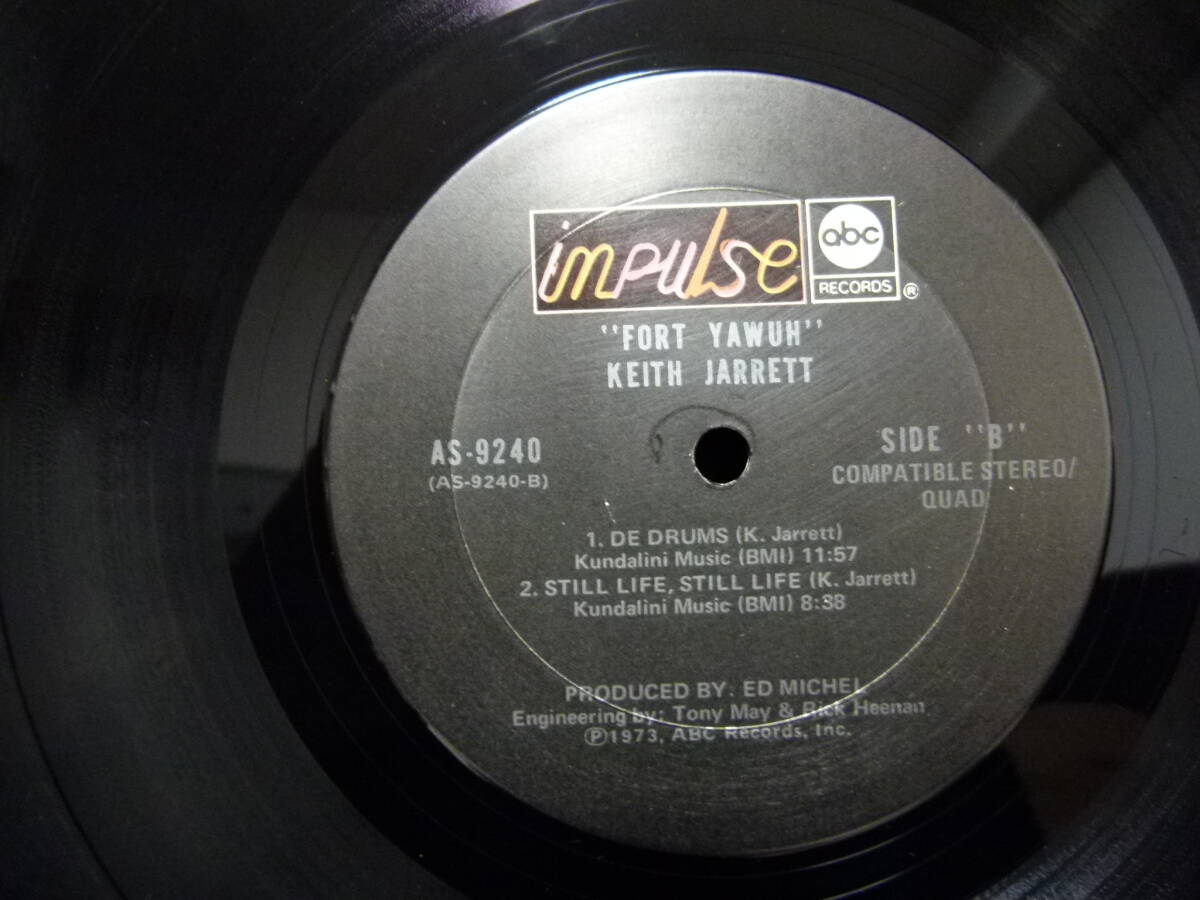 impulse abc
RECORDS ®
"FORT YAWUH"
KEITH JARRETT
AS-9240
(AS-9240-B)
SIDE "B"
COMPATIBLE STEREO/
QUAD
1. DE DRUMS (K. Jarrett)
Kundalini Music (BMI) 11:57
2. STILL LIFE, STILL LIFE (K. Jarrett)
Kundalini Music (BMI) 8:38
PRODUCED BY: ED MICHEL
Engineering by: Tony May & Rick Heenan
℗1973, ABC Records, Inc.